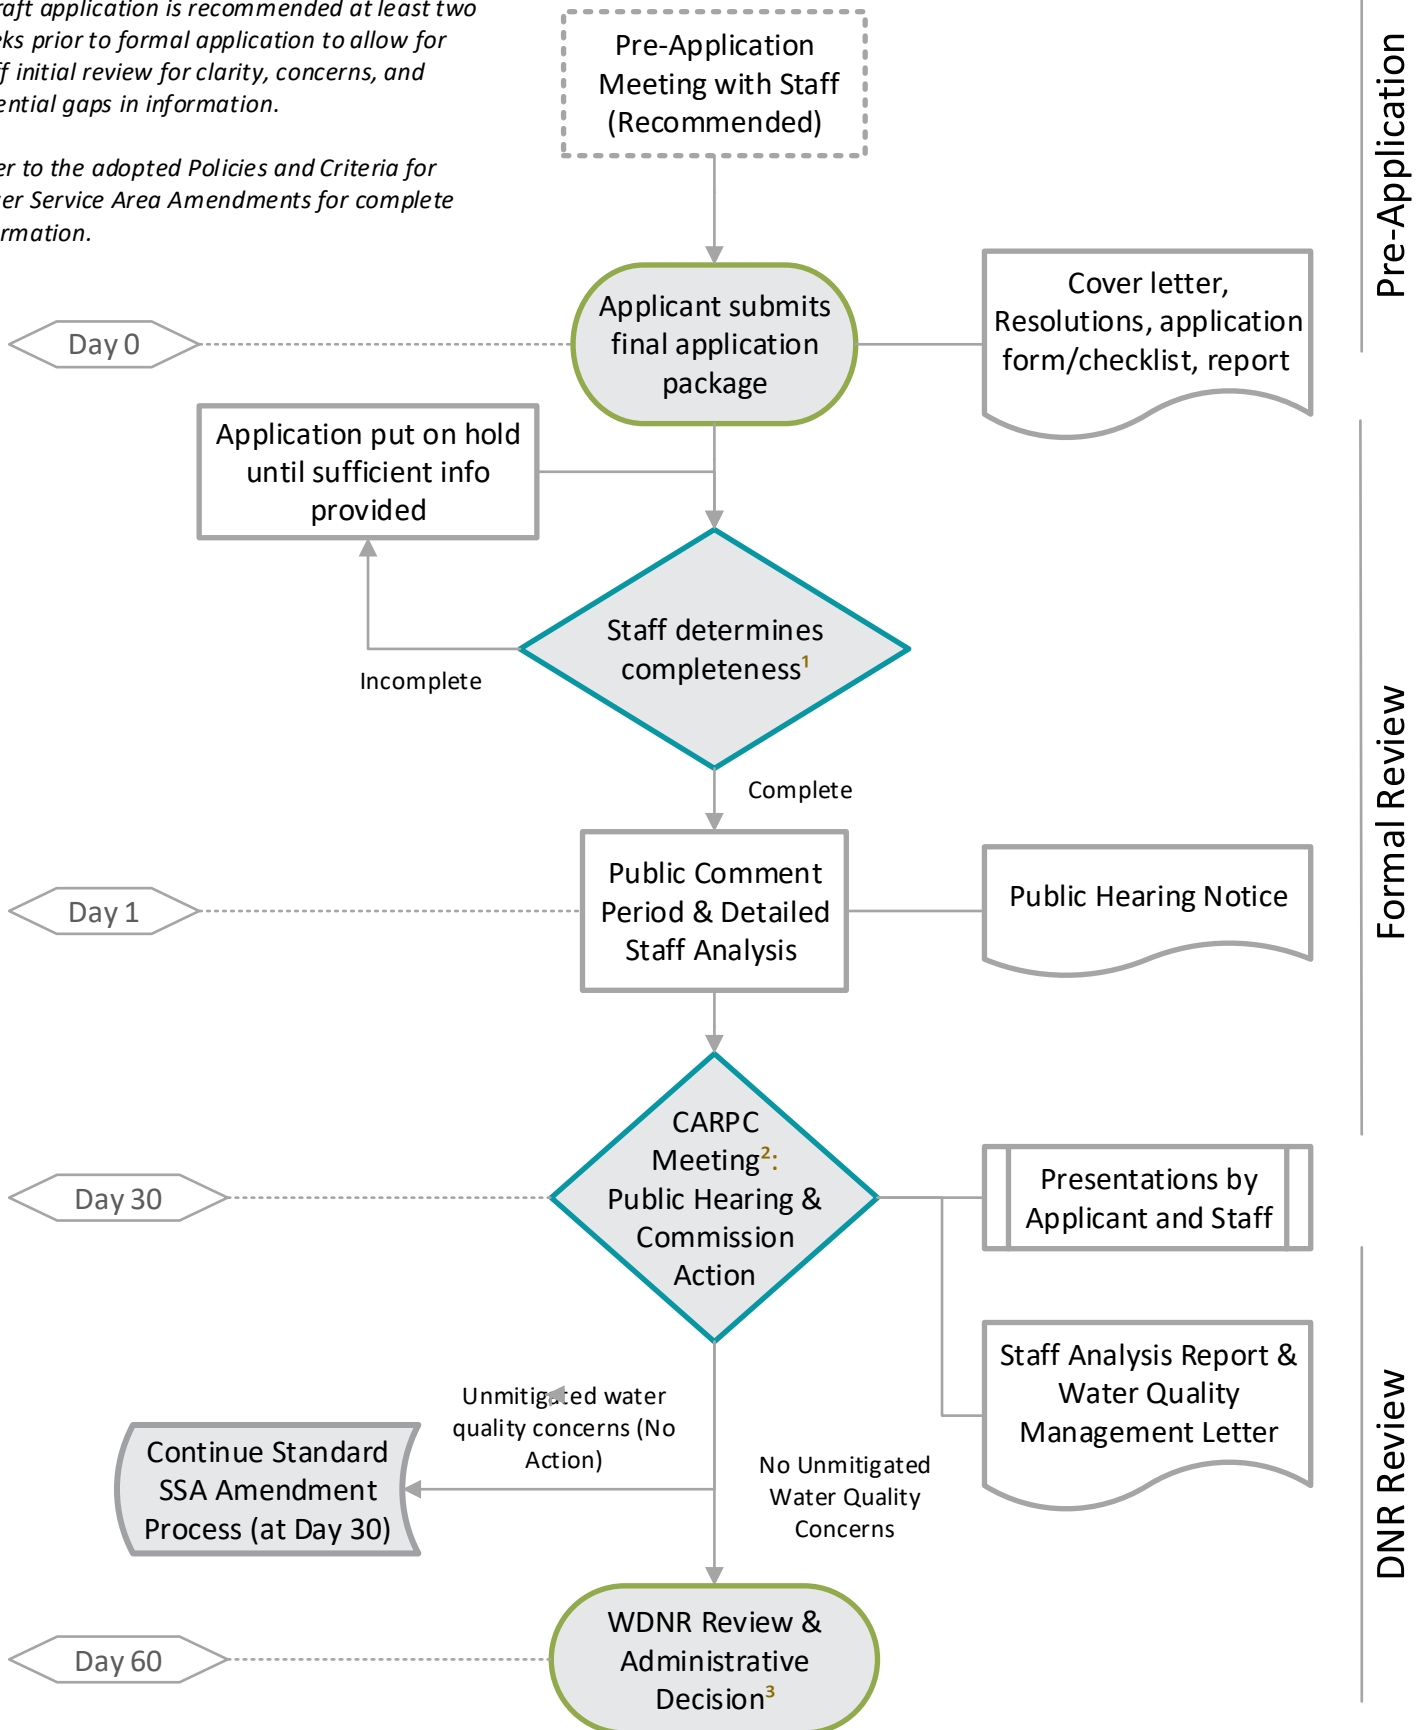 raft application is recommended at least two
eks prior to formal application to allow for
ff initial review for clarity, concerns, and
ential gaps in information.
er to the adopted Policies and Criteria for
er Service Area Amendments for complete
ormation.
Pre-Application
Meeting with Staff
(Recommended)
Pre-Application
Day 0
Applicant submits
final application
package
Cover letter,
Resolutions, application
form/checklist, report
Application put on hold
until sufficient info
provided
Staff determines
completeness¹
Incomplete
Complete
Formal Review
Day 1
Public Comment
Period & Detailed
Staff Analysis
Public Hearing Notice
Day 30
CARPC
Meeting²:
Public Hearing &
Commission
Action
Presentations by
Applicant and Staff
Staff Analysis Report &
Water Quality
Management Letter
Unmitigated water
quality concerns (No
Action)
Continue Standard
SSA Amendment
Process (at Day 30)
No Unmitigated
Water Quality
Concerns
DNR Review
Day 60
WDNR Review &
Administrative
Decision³